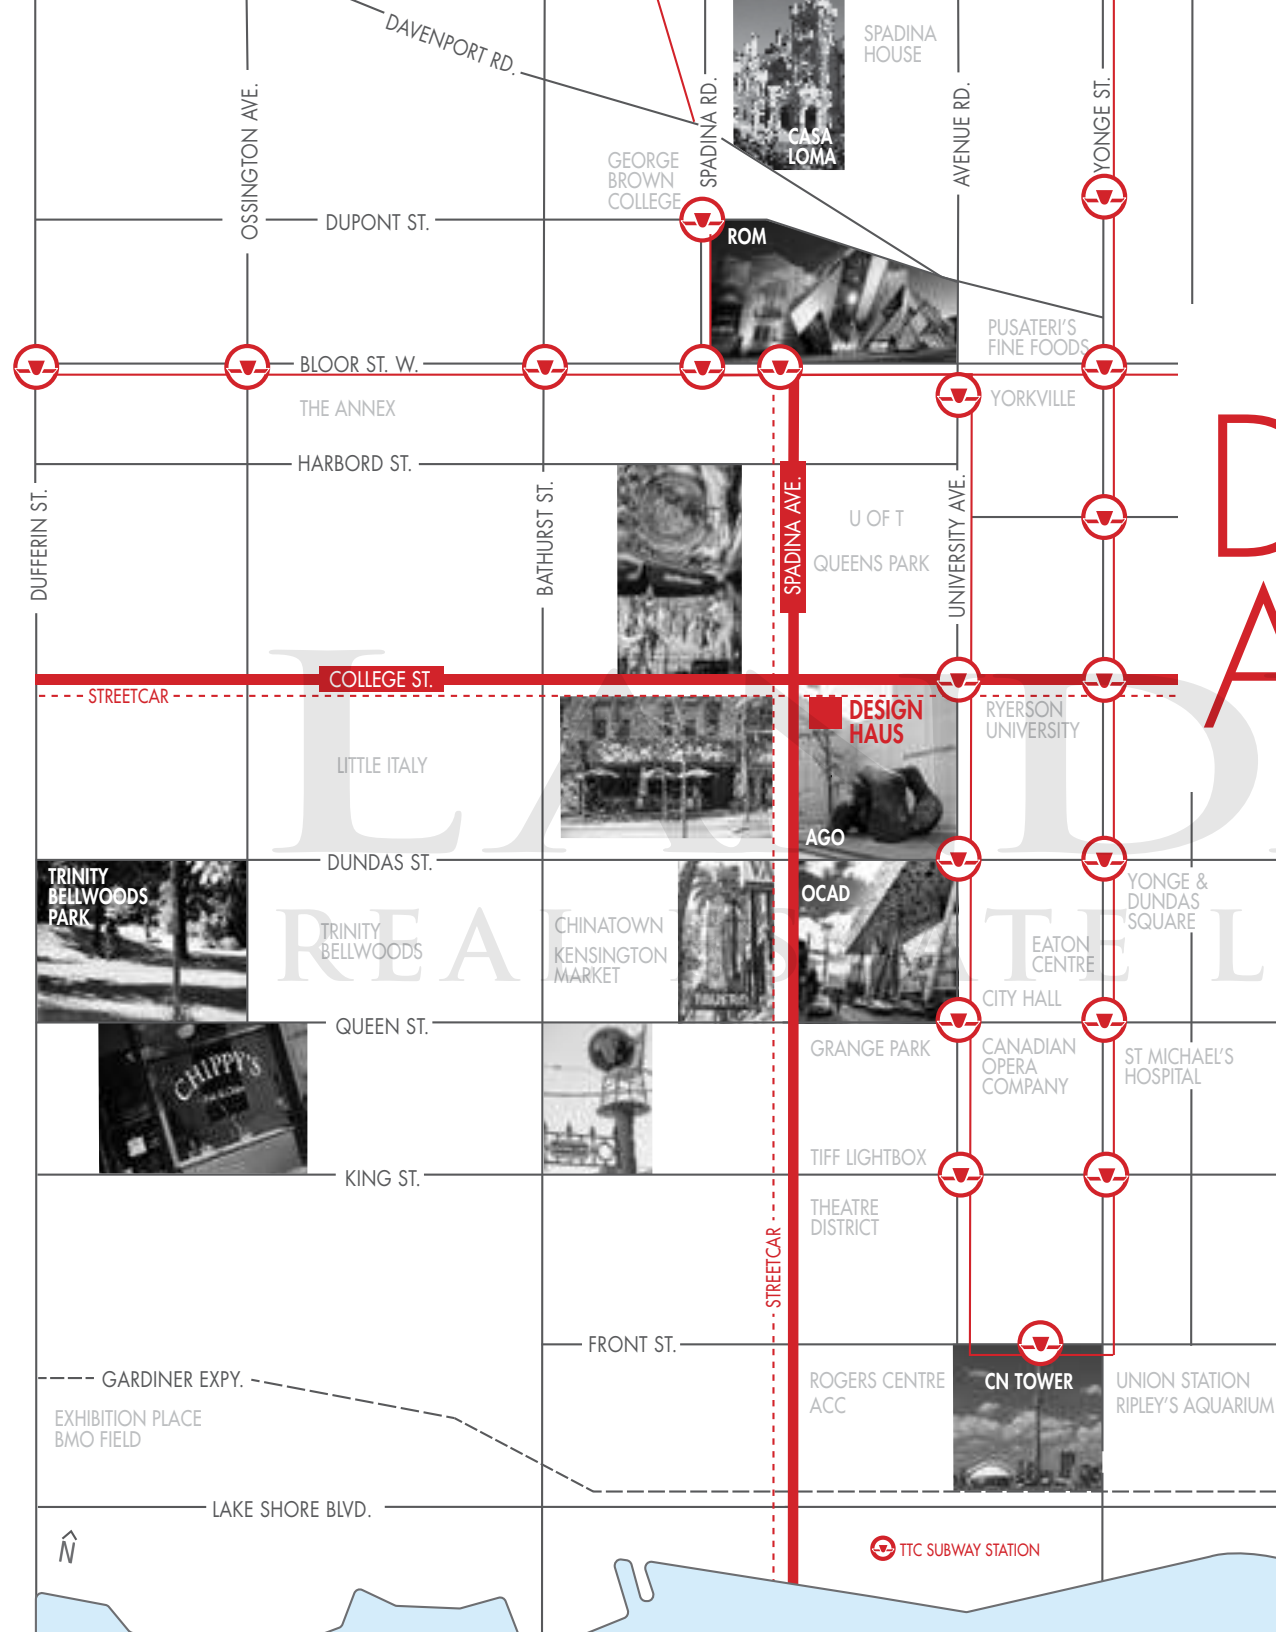 DAVENPORT RD.
SPADINA
HOUSE
OSSINGTON AVE.
SPADINA RD.
AVENUE RD.
YONGE ST.
CASA
LOMA
GEORGE
BROWN
COLLEGE
DUPONT ST.
ROM
PUSATERI'S
FINE FOODS
BLOOR ST. W.
THE ANNEX
YORKVILLE
HARBORD ST.
DUFFERIN ST.
BATHURST ST.
SPADINA AVE.
UNIVERSITY AVE.
U OF T
QUEENS PARK
D
A
COLLEGE ST.
STREETCAR
DESIGN
HAUS
RYERSON
UNIVERSITY
LITTLE ITALY
LAND
AGO
DUNDAS ST.
TRINITY
BELLWOODS
PARK
OCAD
YONGE &
DUNDAS
SQUARE
TRINITY
BELLWOODS
CHINATOWN
KENSINGTON
MARKET
EATON
CENTRE
REAL ESTATE L
CITY HALL
QUEEN ST.
GRANGE PARK
CANADIAN
OPERA
COMPANY
ST MICHAEL'S
HOSPITAL
CHIPPY'S
TIFF LIGHTBOX
KING ST.
THEATRE
DISTRICT
STREETCAR
FRONT ST.
GARDINER EXPY.
ROGERS CENTRE
ACC
CN TOWER
UNION STATION
RIPLEY'S AQUARIUM
EXHIBITION PLACE
BMO FIELD
LAKE SHORE BLVD.
N
TTC SUBWAY STATION